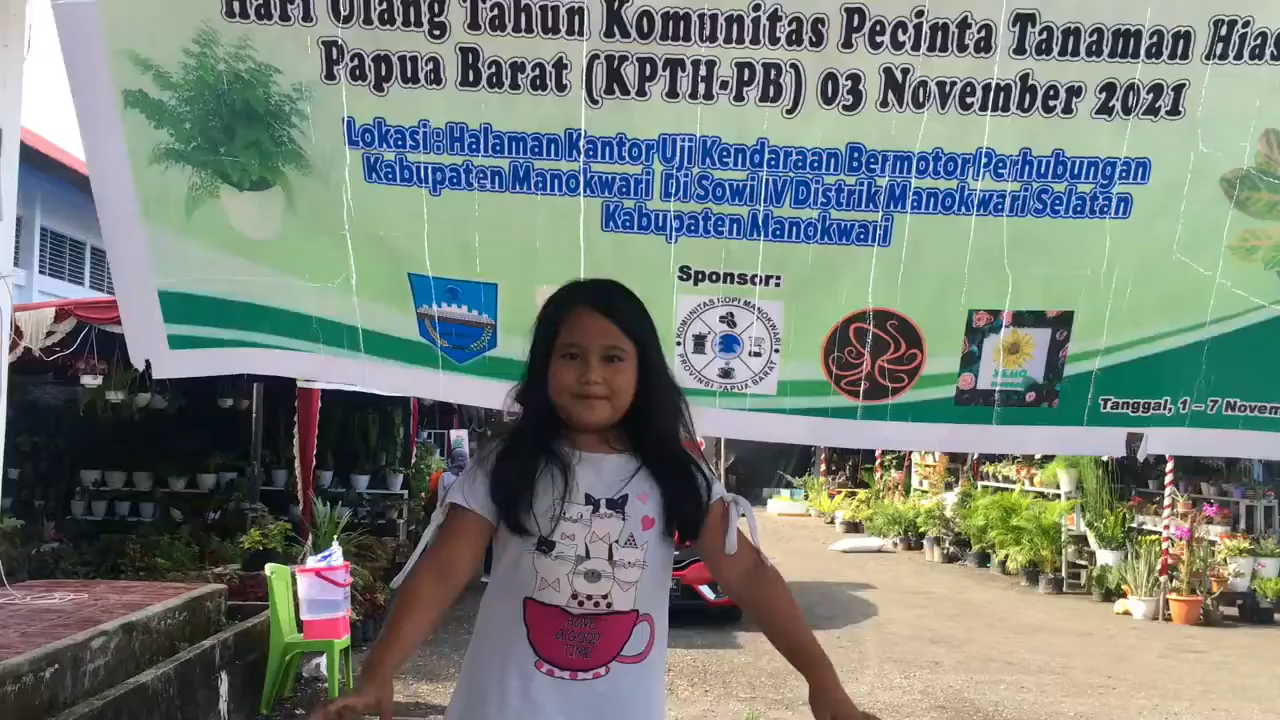 Hari Ulang Tahun Komunitas Pecinta Tanaman Hias
Papua Barat (KPTH-PB) 03 November 2021
Lokasi : Halaman Kantor Uji Kendaraan Bermotor Perhubungan
Kabupaten Manokwari Di Sowi IV Distrik Manokwari Selatan
Kabupaten Manokwari
Sponsor:
KOMUNITAS KOPI MANOKWARI
PROVINSI PAPUA BARAT
Tanggal, 1 - 7 Novem
HAVE
A GOOD
TIME